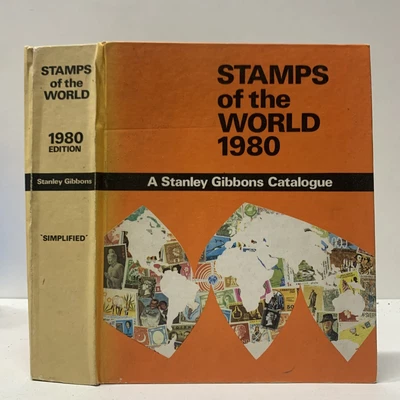 STAMPS
of the
WORLD
1980
EDITION
Stanley Gibbons
"SIMPLIFIED"
STAMPS
of the
WORLD
1980
A Stanley Gibbons Catalogue